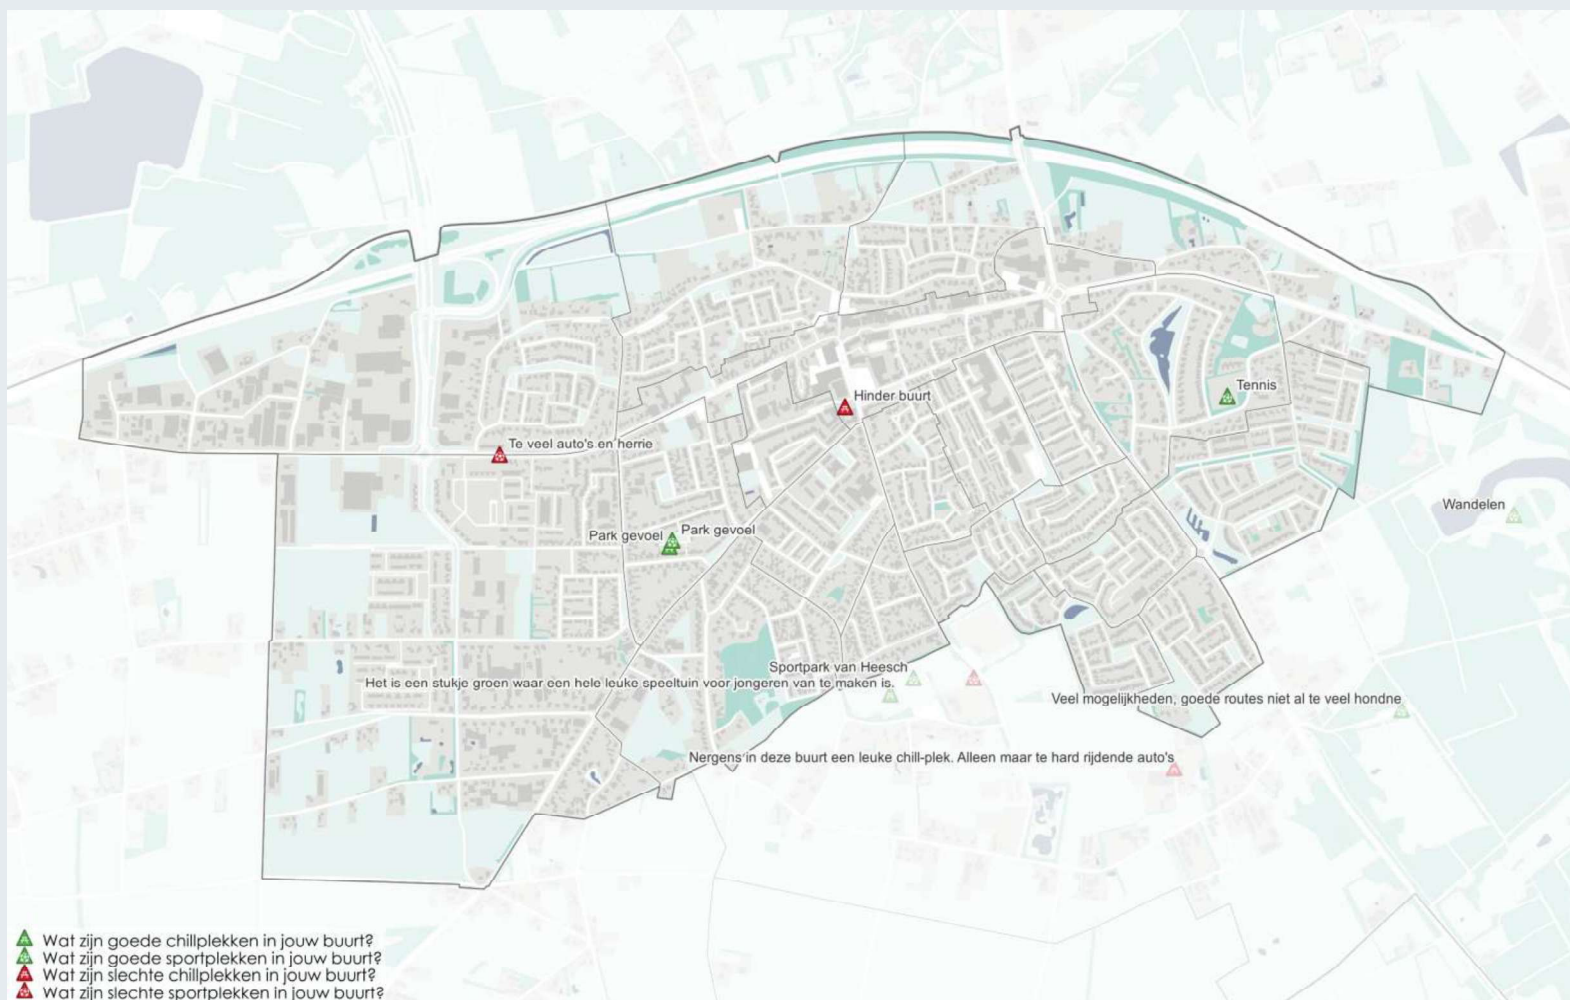 Tennis
Hinder buurt
Te veel auto's en herrie
Wandelen
Park gevoel
Park gevoel
Sportpark van Heesch
Het is een stukje groen waar een hele leuke speeltuin voor jongeren van te maken is.
Veel mogelijkheden, goede routes niet al te veel hondne
Nergens in deze buurt een leuke chill-plek. Alleen maar te hard rijdende auto's
Wat zijn goede chillplekken in jouw buurt?
Wat zijn goede sportplekken in jouw buurt?
Wat zijn slechte chillplekken in jouw buurt?
Wat zijn slechte sportplekken in jouw buurt?